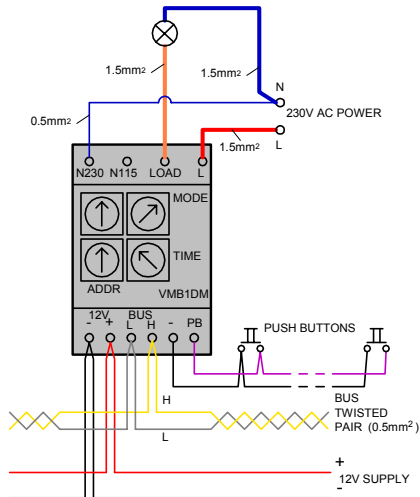 1.5mm²
1.5mm²
N
230V AC POWER
0.5mm²
L
1.5mm²
N230 N115 LOAD L
MODE
TIME
ADDR
VMB1DM
12V BUS
- + L H - PB
PUSH BUTTONS
H
BUS
TWISTED
PAIR (0.5mm²)
L
+
12V SUPPLY
-